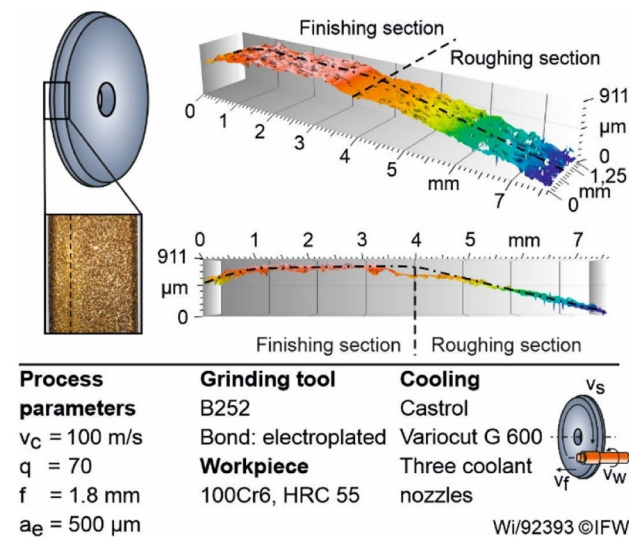 Finishing section
Roughing section
911
µm
0
1,25
mm
0
0 1 2 3 4 5 mm 7
0 1 2 3 4 5 mm 7
911
µm
0
Finishing section Roughing section
Process parameters
v_c = 100 m/s
q = 70
f = 1.8 mm
a_e = 500 µm
Grinding tool
B252
Bond: electroplated
Workpiece
100Cr6, HRC 55
Cooling
Castrol
Variocut G 600
Three coolant
nozzles
v_s
v_f
v_w
Wi/92393 ©IFW